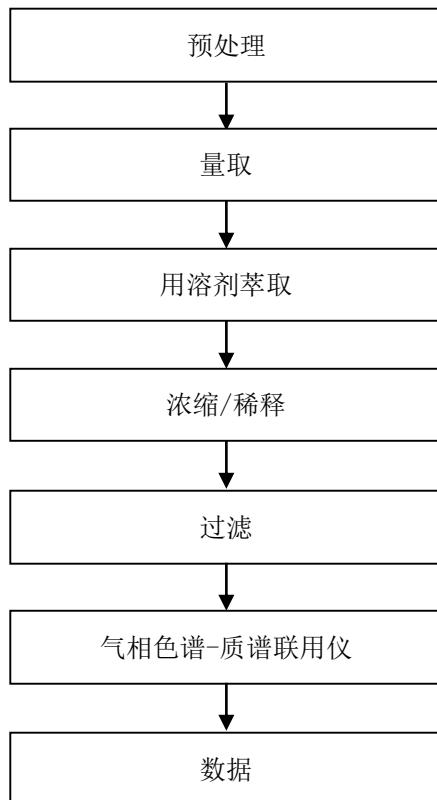 预处理
量取
用溶剂萃取
浓缩/稀释
过滤
气相色谱-质谱联用仪
数据